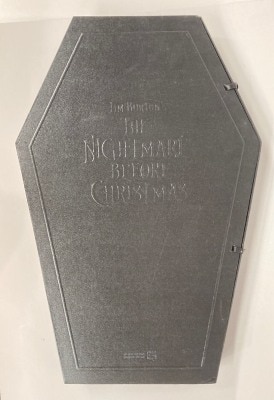 TIM BURTON'S
THE
NIGHTMARE
BEFORE
CHRISTMAS